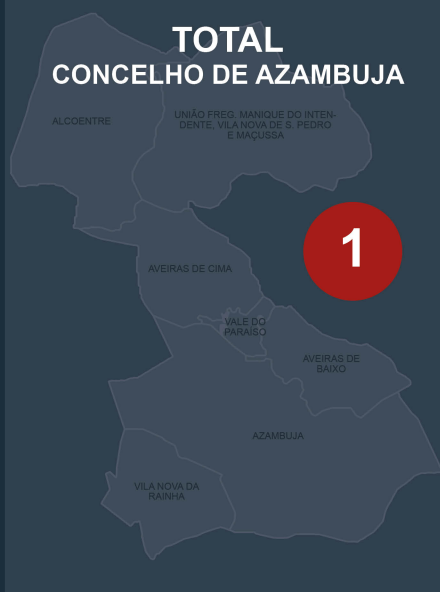 TOTAL
CONCELHO DE AZAMBUJA
ALCOENTRE
UNIÃO FREG. MANIQUE DO INTEN-
DENTE, VILA NOVA DE S. PEDRO
E MAÇUSSA
1
AVEIRAS DE CIMA
VALE DO
PARAÍSO
AVEIRAS DE
BAIXO
AZAMBUJA
VILA NOVA DA
RAINHA